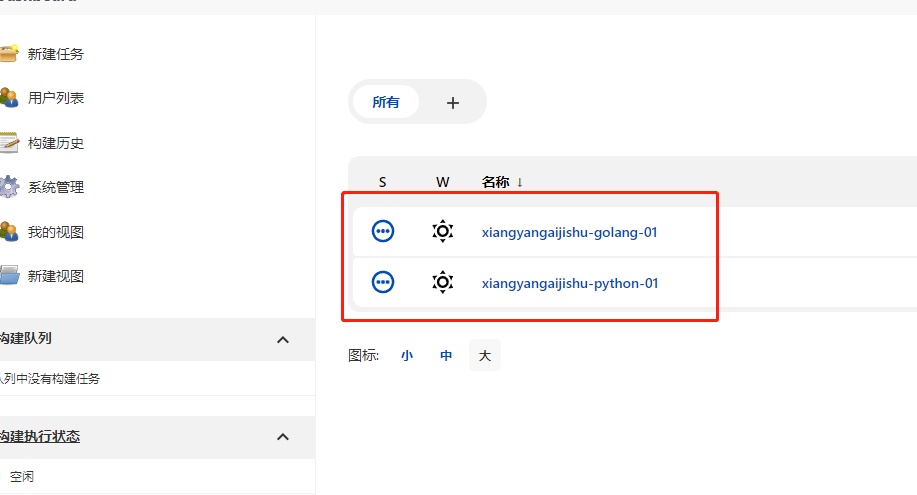 新建任务
用户列表
构建历史
系统管理
我的视图
新建视图
构建队列
队列中没有构建任务
构建执行状态
空闲
所有 +
S W 名称 ↓
xiangyangaijishu-golang-01
xiangyangaijishu-python-01
图标: 小 中 大